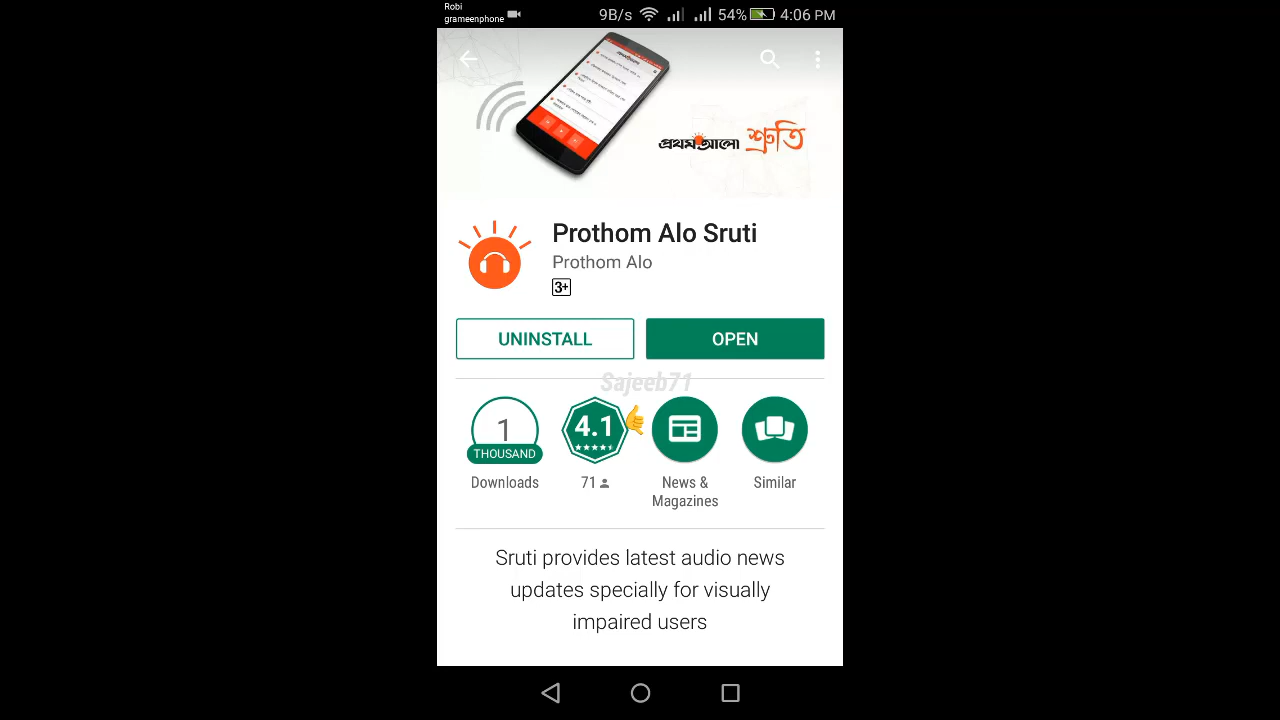 Robi
grameenphone
9B/s
54%
4:06 PM
প্রথম আলো শ্রুতি
Prothom Alo Sruti
Prothom Alo
3+
UNINSTALL
OPEN
Sajeeb71
1
THOUSAND
Downloads
4.1
71
News &
Magazines
Similar
Sruti provides latest audio news
updates specially for visually
impaired users